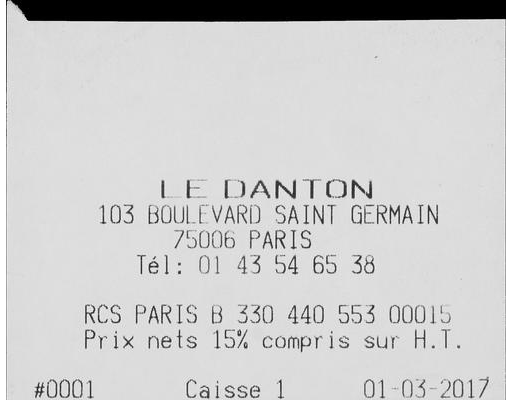 LE DANTON
103 BOULEVARD SAINT GERMAIN
75006 PARIS
Tél: 01 43 54 65 38
RCS PARIS B 330 440 553 00015
Prix nets 15% compris sur H.T.
#0001 Caisse 1 01-03-2017